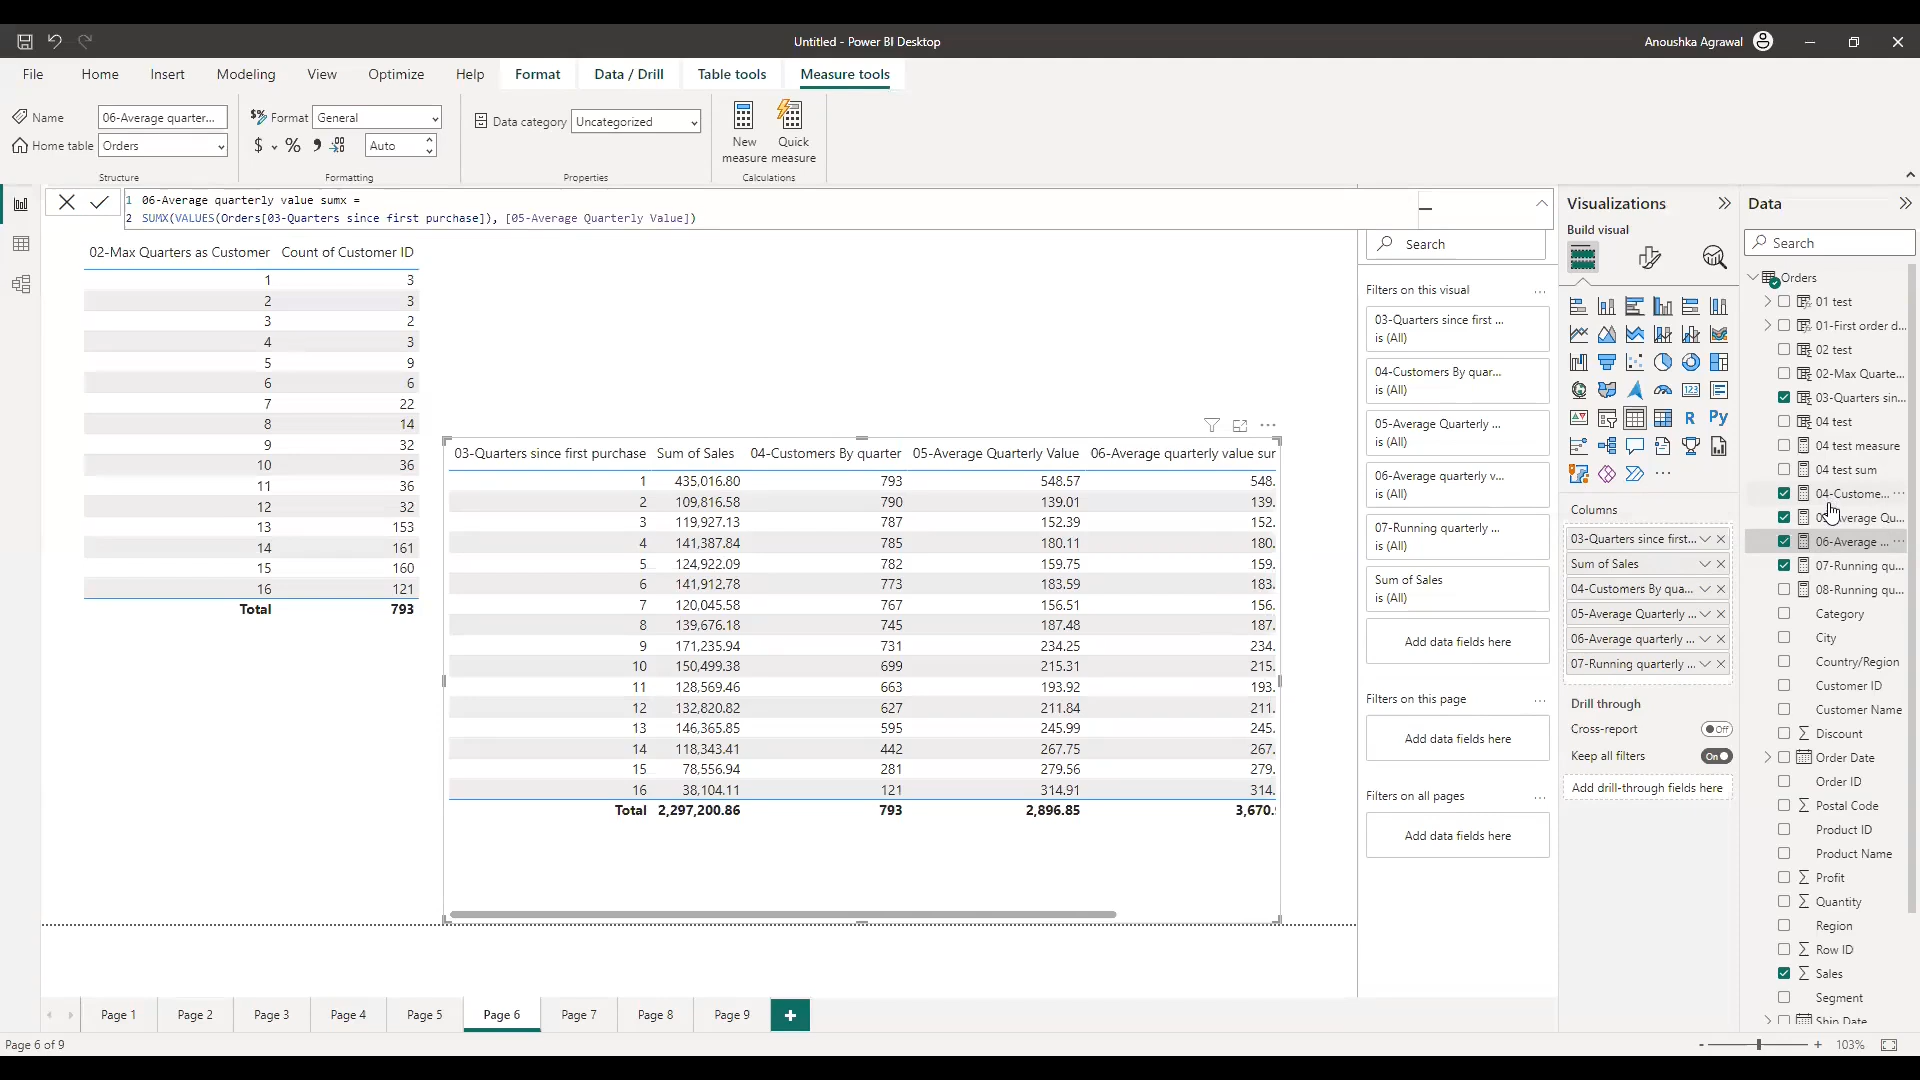 Untitled - Power BI Desktop
Anoushka Agrawal
File Home Insert Modeling View Optimize Help Format Data / Drill Table tools Measure tools
Name 06-Average quarter...
Home table Orders
Structure
Format General
$ % Auto
Formatting
Data category Uncategorized
Properties
New measure
Quick measure
Calculations
1 06-Average quarterly value sumx =
2 SUMX(VALUES(Orders[03-Quarters since first purchase]), [05-Average Quarterly Value])
02-Max Quarters as Customer Count of Customer ID
1 3
2 3
3 2
4 3
5 9
6 6
7 22
8 14
9 32
10 36
11 36
12 32
13 153
14 161
15 160
16 121
Total 793
03-Quarters since first purchase Sum of Sales 04-Customers By quarter 05-Average Quarterly Value 06-Average quarterly value sur
1 435,016.80 793 548.57 548.
2 109,816.58 790 139.01 139.
3 119,927.13 787 152.39 152.
4 141,387.84 785 180.11 180.
5 124,922.09 782 159.75 159.
6 141,912.78 773 183.59 183.
7 120,045.58 767 156.51 156.
8 139,676.18 745 187.48 187.
9 171,235.94 731 234.25 234.
10 150,499.38 699 215.31 215.
11 128,569.46 663 193.92 193.
12 132,820.82 627 211.84 211.
13 146,365.85 595 245.99 245.
14 118,343.41 442 267.75 267.
15 78,556.94 281 279.56 279.
16 38,104.11 121 314.91 314.
Total 2,297,200.86 793 2,896.85 3,670.
Search
Filters on this visual ...
03-Quarters since first ...
is (All)
04-Customers By quar...
is (All)
05-Average Quarterly ...
is (All)
06-Average quarterly v...
is (All)
07-Running quarterly ...
is (All)
Sum of Sales
is (All)
Add data fields here
Filters on this page ...
Add data fields here
Filters on all pages ...
Add data fields here
Visualizations
Build visual
R
Py
123
...
Columns
03-Quarters since first...
Sum of Sales
04-Customers By qua...
05-Average Quarterly ...
06-Average quarterly ...
07-Running quarterly ...
Drill through
Cross-report Off
Keep all filters On
Add drill-through fields here
Data
Search
Orders
01 test
01-First order d...
02 test
02-Max Quarte...
03-Quarters sin...
04 test
04 test measure
04 test sum
04-Custome... ...
verage Qu...
06-Average ... ...
07-Running qu...
08-Running qu...
Category
City
Country/Region
Customer ID
Customer Name
Discount
Order Date
Order ID
Postal Code
Product ID
Product Name
Profit
Quantity
Region
Row ID
Sales
Segment
Ship Date
Page 1 Page 2 Page 3 Page 4 Page 5 Page 6 Page 7 Page 8 Page 9 +
Page 6 of 9
- + 103%